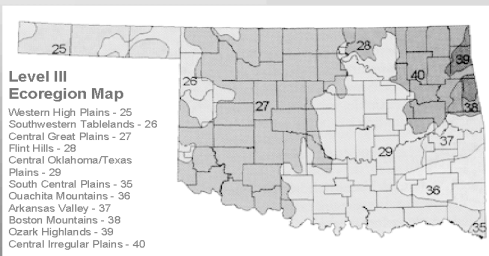 Level III
Ecoregion Map
Western High Plains - 25
Southwestern Tablelands - 26
Central Great Plains - 27
Flint Hills - 28
Central Oklahoma/Texas
Plains - 29
South Central Plains - 35
Ouachita Mountains - 36
Arkansas Valley - 37
Boston Mountains - 38
Ozark Highlands - 39
Central Irregular Plains - 40
25
26
27
28
40
39
38
37
29
36
35